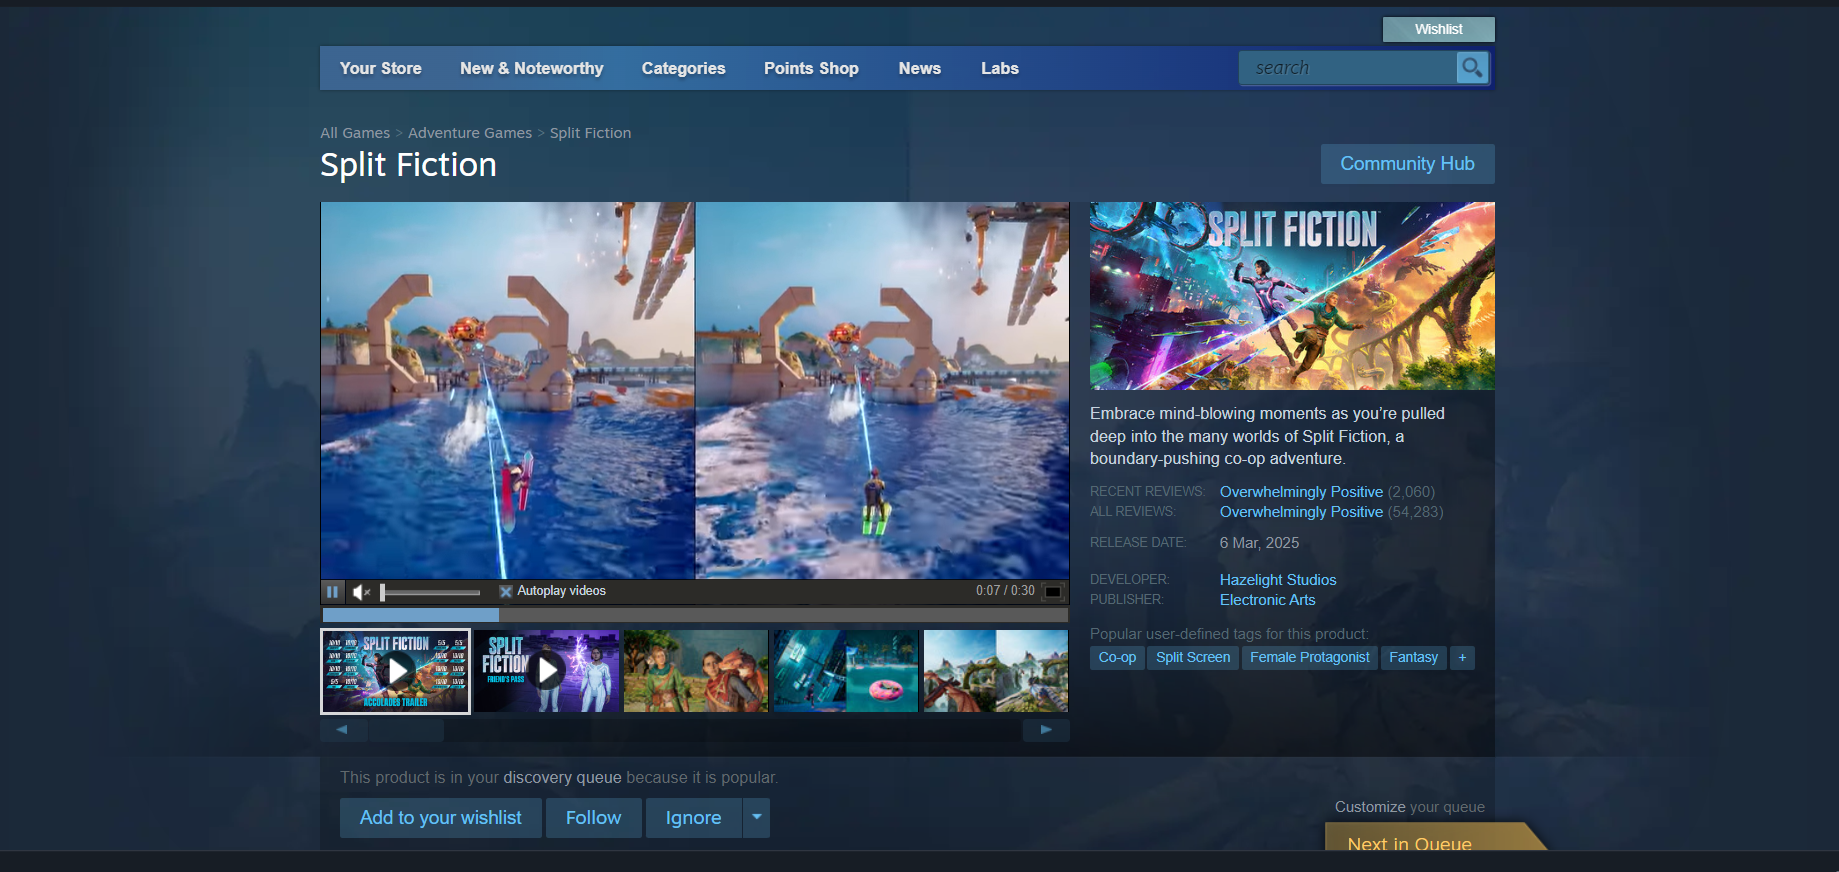 Wishlist
Your Store New & Noteworthy Categories Points Shop News Labs search
All Games > Adventure Games > Split Fiction
Split Fiction
Community Hub
SPLIT FICTION
Embrace mind-blowing moments as you’re pulled
deep into the many worlds of Split Fiction, a
boundary-pushing co-op adventure.
RECENT REVIEWS: Overwhelmingly Positive (2,060)
ALL REVIEWS: Overwhelmingly Positive (54,283)
RELEASE DATE: 6 Mar, 2025
DEVELOPER: Hazelight Studios
PUBLISHER: Electronic Arts
Popular user-defined tags for this product:
Co-op Split Screen Female Protagonist Fantasy +
Autoplay videos 0:07 / 0:30
SPLIT FICTION
ACCOLADES TRAILER
SPLIT
FICTION
FRIEND'S PASS
This product is in your discovery queue because it is popular.
Add to your wishlist Follow Ignore
Customize your queue
Next in Queue